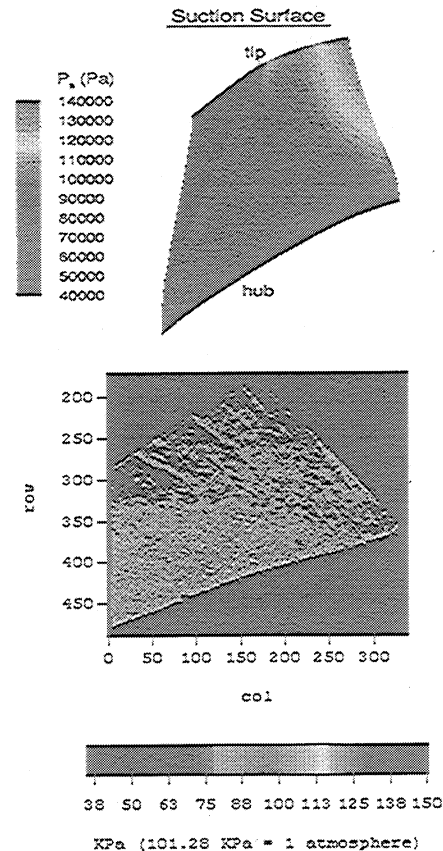 Suction Surface
tip
Ps (Pa)
140000
130000
120000
110000
100000
90000
80000
70000
60000
50000
40000
hub
200
250
300
350
400
450
row
0 50 100 150 200 250 300
col
38 50 63 75 88 100 113 125 138 150
KPa (101.28 KPa = 1 atmosphere)